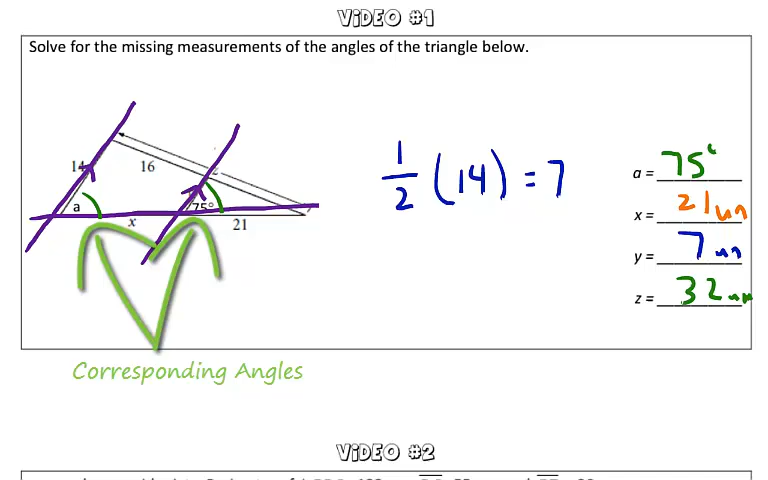 VIDEO #1
Solve for the missing measurements of the angles of the triangle below.
14
16
a
75°
x
21
1/2 (14) = 7
a = 75°
x = 21 un
y = 7 un
z = 32 un
Corresponding Angles
VIDEO #2